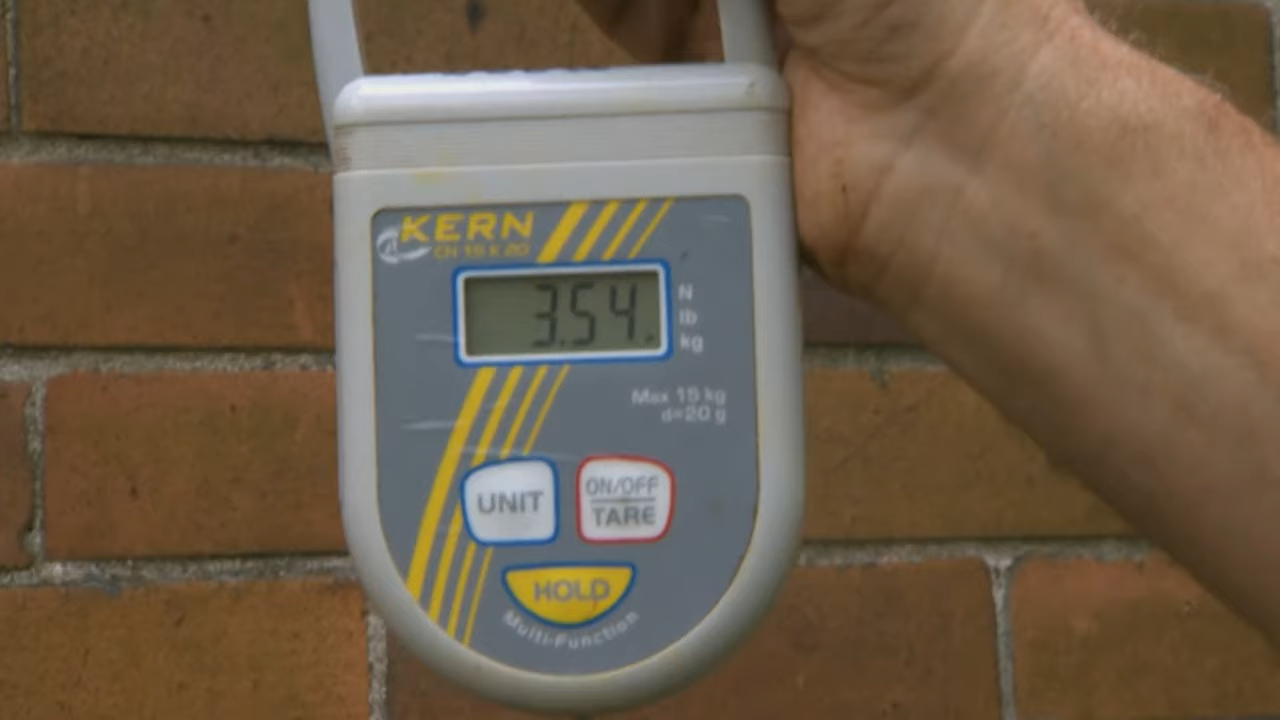 KERN
CH 15 K 20
3.54
N
lb
kg
Max 15 kg
d=20 g
UNIT
ON/OFF
TARE
HOLD
Multi-Function